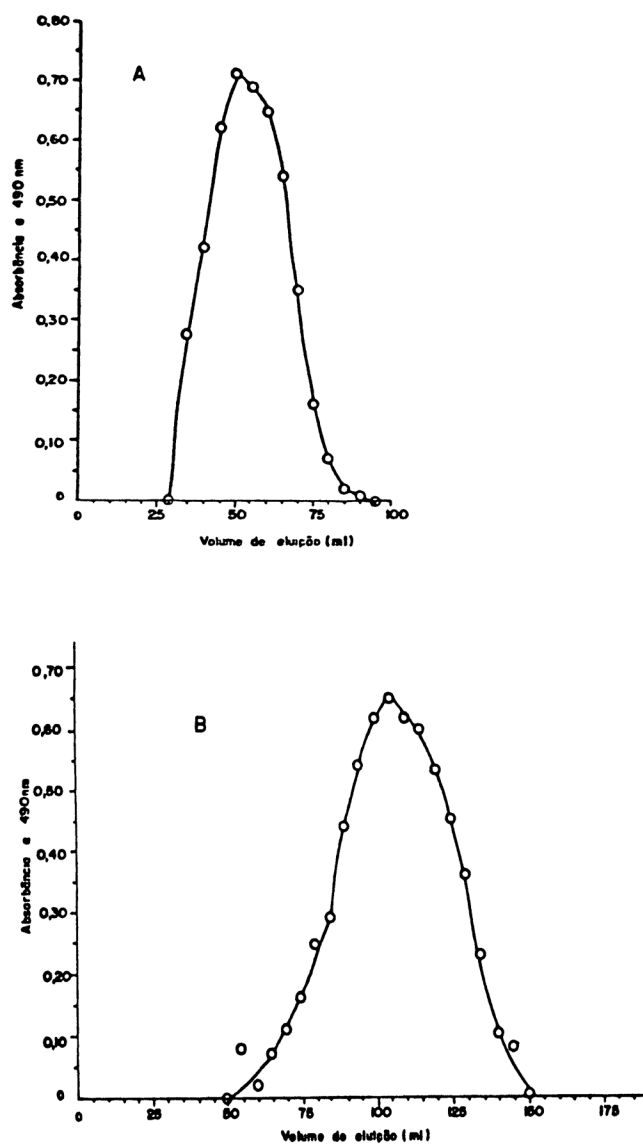 A
0,80
0,70
0,60
0,50
0,40
0,30
0,20
0,10
0
Absorbância a 490 nm
0 25 50 75 100
Volume de eluição (ml)
B
0,70
0,60
0,50
0,40
0,30
0,20
0,10
0
Absorbância a 490nm
0 25 50 75 100 125 150 175
Volume de eluição (ml)